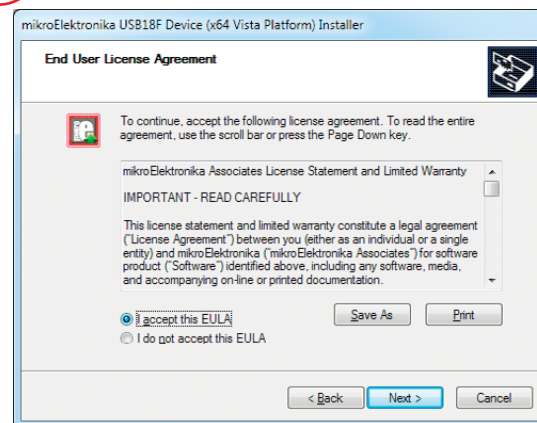 mikroElektronika USB18F Device (x64 Vista Platform) Installer
End User License Agreement
To continue, accept the following license agreement. To read the entire
agreement, use the scroll bar or press the Page Down key.
mikroElektronika Associates License Statement and Limited Warranty
IMPORTANT - READ CAREFULLY
This license statement and limited warranty constitute a legal agreement
("License Agreement") between you (either as an individual or a single
entity) and mikroElektronika ("mikroElektronika Associates") for software
product ("Software") identified above, including any software, media,
and accompanying on-line or printed documentation.
I accept this EULA
Save As
Print
I do not accept this EULA
< Back
Next >
Cancel